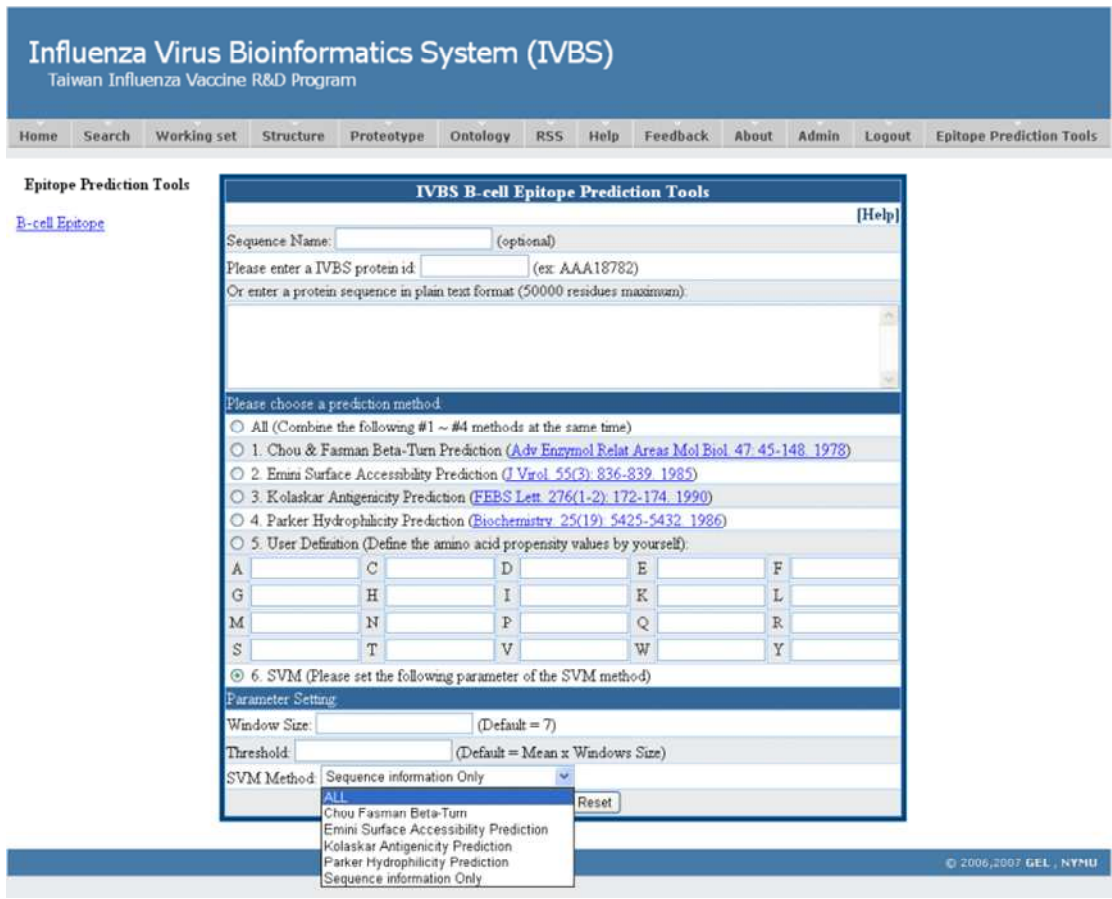 Influenza Virus Bioinformatics System (IVBS)
Taiwan Influenza Vaccine R&D Program
Home Search Working set Structure Proteotype Ontology RSS Help Feedback About Admin Logout Epitope Prediction Tools
Epitope Prediction Tools
B-cell Epitope
IVBS B-cell Epitope Prediction Tools
[Help]
Sequence Name: (optional)
Please enter a IVBS protein id: (ex: AAA18782)
Or enter a protein sequence in plain text format (50000 residues maximum):
Please choose a prediction method:
All (Combine the following #1 ~ #4 methods at the same time)
1. Chou & Fasman Beta-Turn Prediction (Adv Enzymol Relat Areas Mol Biol. 47: 45-148. 1978)
2. Emini Surface Accessibility Prediction (J Virol. 55(3): 836-839. 1985)
3. Kolaskar Antigenicity Prediction (FEBS Lett. 276(1-2): 172-174. 1990)
4. Parker Hydrophilicity Prediction (Biochemistry. 25(19): 5425-5432. 1986)
5. User Definition (Define the amino acid propensity values by yourself):
A C D E F
G H I K L
M N P Q R
S T V W Y
6. SVM (Please set the following parameter of the SVM method)
Parameter Setting:
Window Size: (Default = 7)
Threshold: (Default = Mean x Windows Size)
SVM Method: Sequence information Only
ALL
Reset
Chou Fasman Beta-Turn
Emini Surface Accessibility Prediction
Kolaskar Antigenicity Prediction
Parker Hydrophilicity Prediction
Sequence information Only
© 2006,2007 GEL , NYMU